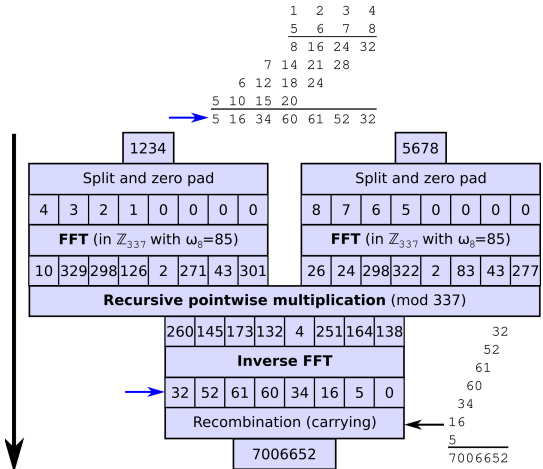 1 2 3 4
5 6 7 8
8 16 24 32
7 14 21 28
6 12 18 24
5 10 15 20
5 16 34 60 61 52 32
1234 5678
Split and zero pad Split and zero pad
4 3 2 1 0 0 0 0 8 7 6 5 0 0 0 0
FFT (in ℤ₃₃₇ with ω₈=85) FFT (in ℤ₃₃₇ with ω₈=85)
10 329 298 126 2 271 43 301 26 24 298 322 2 83 43 277
Recursive pointwise multiplication (mod 337)
260 145 173 132 4 251 164 138
Inverse FFT
32 52 61 60 34 16 5 0
Recombination (carrying)
7006652
32
52
61
60
34
16
5
7006652